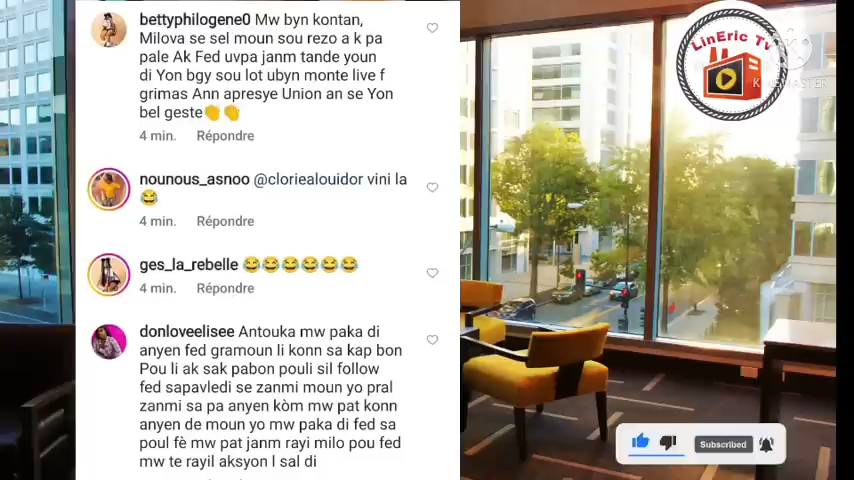 bettyphilogene0 Mw byn kontan,
Milova se sel moun sou rezo a k pa
pale Ak Fed uvpa janm tande youn
di Yon bgy sou lot ubyn monte live f
grimas Ann apresye Union an se Yon
bel geste👏👏
4 min. Répondre
nounous_asnoo @cloriealouidor vini la
😂
4 min. Répondre
ges_la_rebelle 😂😂😂😂😂😂
4 min. Répondre
donloveelisee Antouka mw paka di
anyen fed gramoun li konn sa kap bon
Pou li ak sak pabon pouli sil follow
fed sapavledi se zanmi moun yo pral
zanmi sa pa anyen kòm mw pat konn
anyen de moun yo mw paka di fed sa
poul fè mw pat janm rayi milo pou fed
mw te rayil aksyon l sal di
LinEric Tv
KINEMASTER
Subscribed